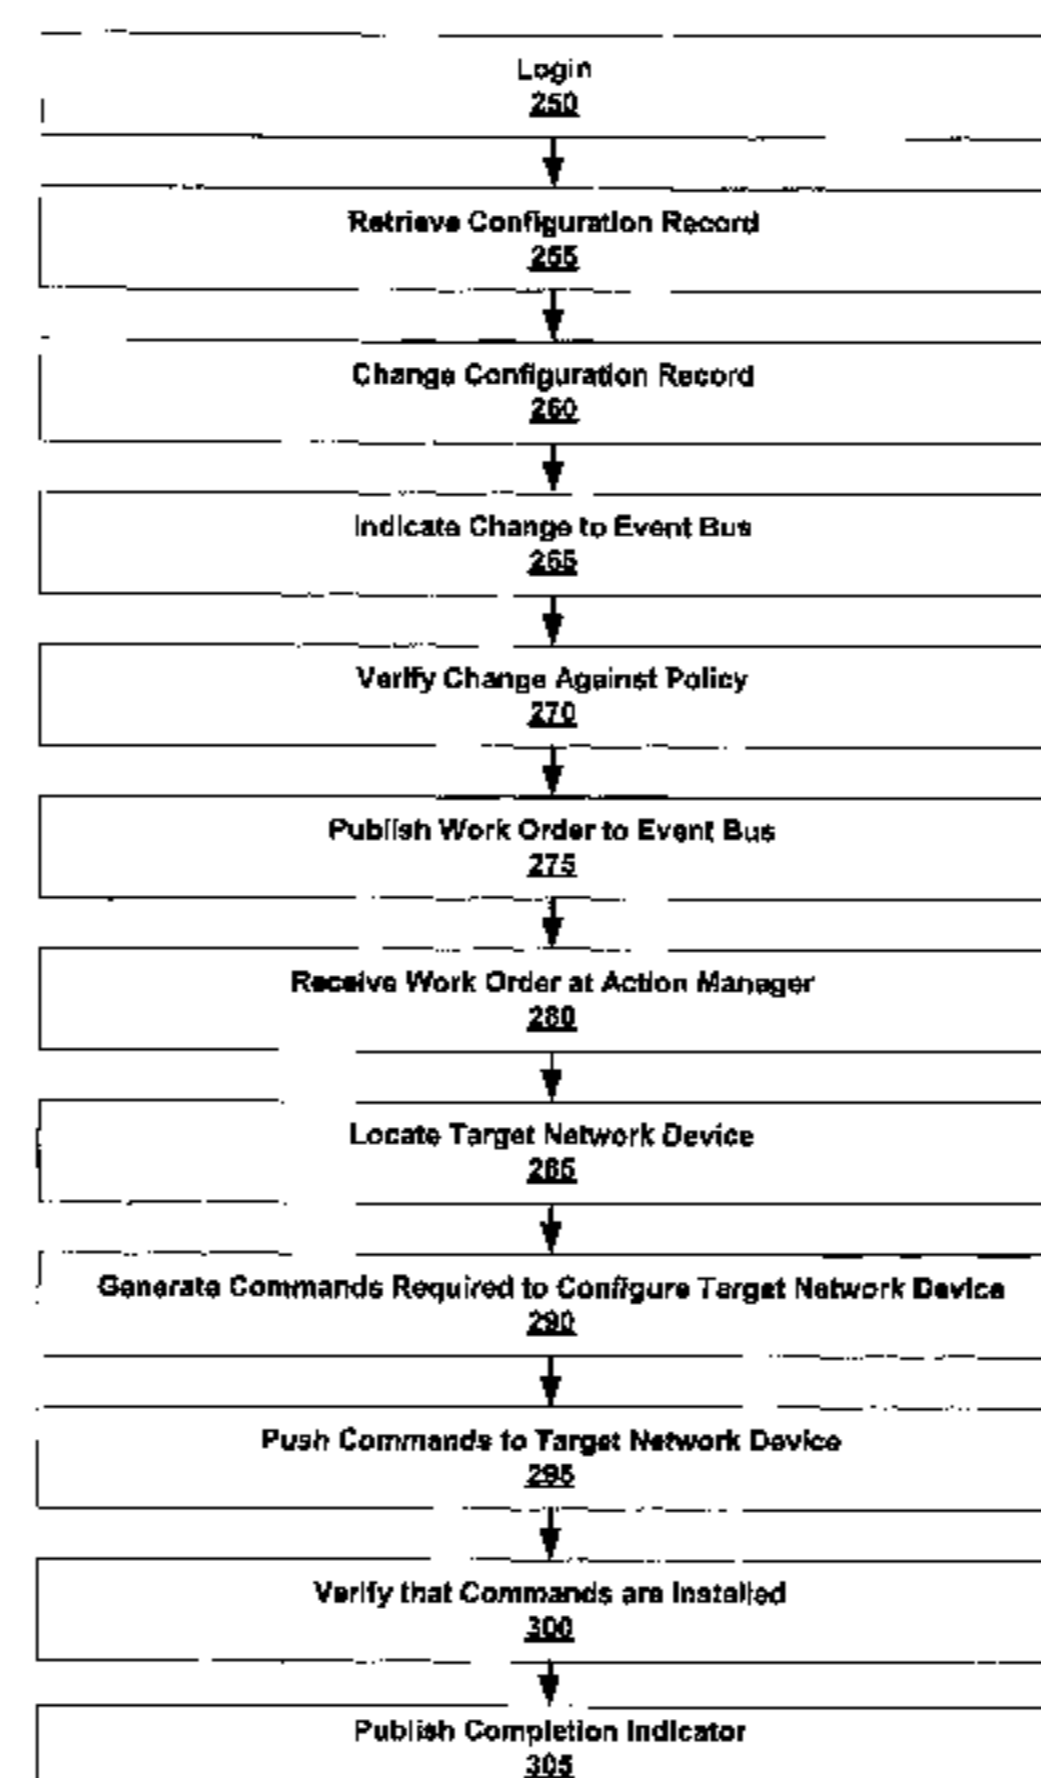 Login
250
Retrieve Configuration Record
255
Change Configuration Record
260
Indicate Change to Event Bus
265
Verify Change Against Policy
270
Publish Work Order to Event Bus
275
Receive Work Order at Action Manager
280
Locate Target Network Device
285
Generate Commands Required to Configure Target Network Device
290
Push Commands to Target Network Device
295
Verify that Commands are Installed
300
Publish Completion Indicator
305